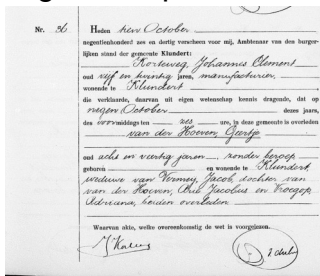 Nr. 36
Heden tien October
negentienhonderd zes en dertig verscheen voor mij, Ambtenaar van den burger-
lijken stand der gemeente Klundert:
Korteweg, Johannes Clement
oud vijf en twintig jaren, manufacturier,
wonende te Klundert
die verklaarde, daarvan uit eigen wetenschap kennis dragende, dat op
negen October dezes jaars,
des voormiddags ten zes ure, in deze gemeente is overleden
van der Hoeven, Geertje
oud acht en veertig jaren, zonder beroep
geboren en wonende te Klundert,
weduwe van Vermey, Jacob, dochter van
van der Hoeven, Arie Jacobus en
Adriana, beiden overleden.
Waarvan akte, welke overeenkomstig de wet is voorgelezen.